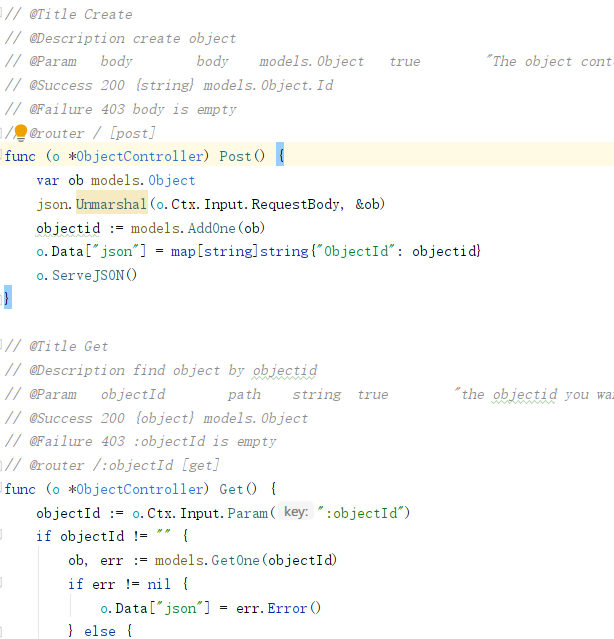 // @Title Create
// @Description create object
// @Param   body        body    models.Object   true        "The object cont
// @Success 200 {string} models.Object.Id
// @Failure 403 body is empty
// @router / [post]
func (o *ObjectController) Post() {
    var ob models.Object
    json.Unmarshal(o.Ctx.Input.RequestBody, &ob)
    objectid := models.AddOne(ob)
    o.Data["json"] = map[string]string{"ObjectId": objectid}
    o.ServeJSON()
}
// @Title Get
// @Description find object by objectid
// @Param   objectId        path    string  true        "the objectid you wa
// @Success 200 {object} models.Object
// @Failure 403 :objectId is empty
// @router /:objectId [get]
func (o *ObjectController) Get() {
    objectId := o.Ctx.Input.Param( key: ":objectId")
    if objectId != "" {
        ob, err := models.GetOne(objectId)
        if err != nil {
            o.Data["json"] = err.Error()
        } else {